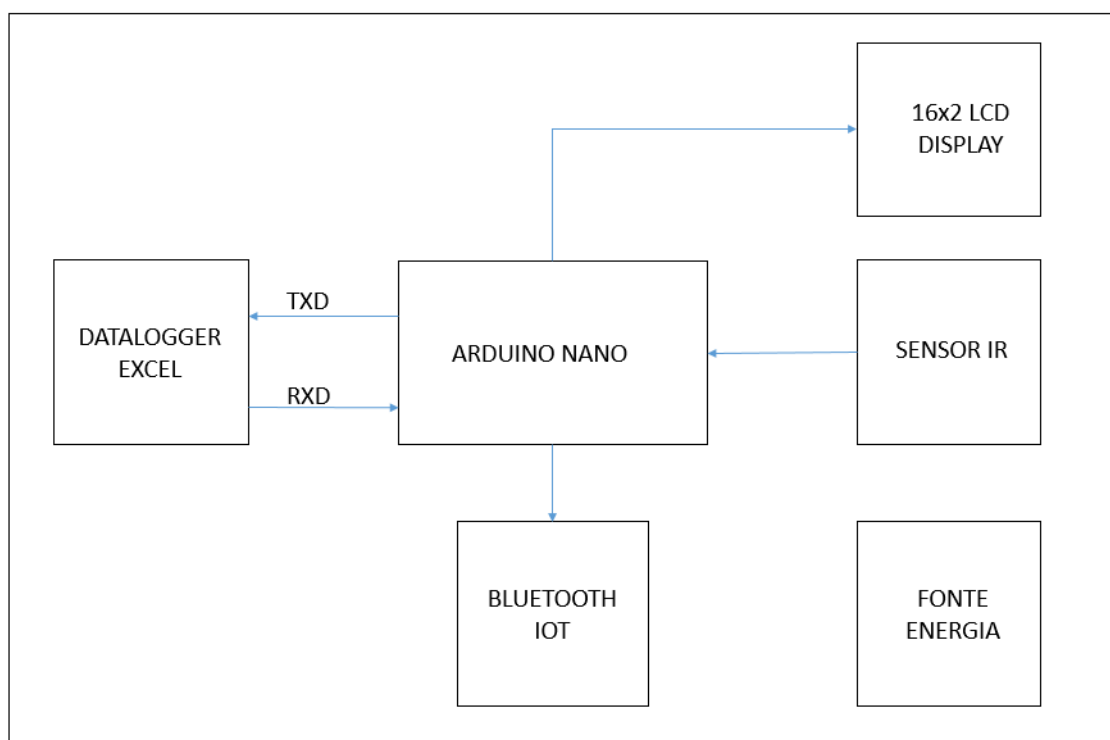 16x2 LCD
DISPLAY
TXD
DATALOGGER
EXCEL
ARDUINO NANO
SENSOR IR
RXD
BLUETOOTH
IOT
FONTE
ENERGIA